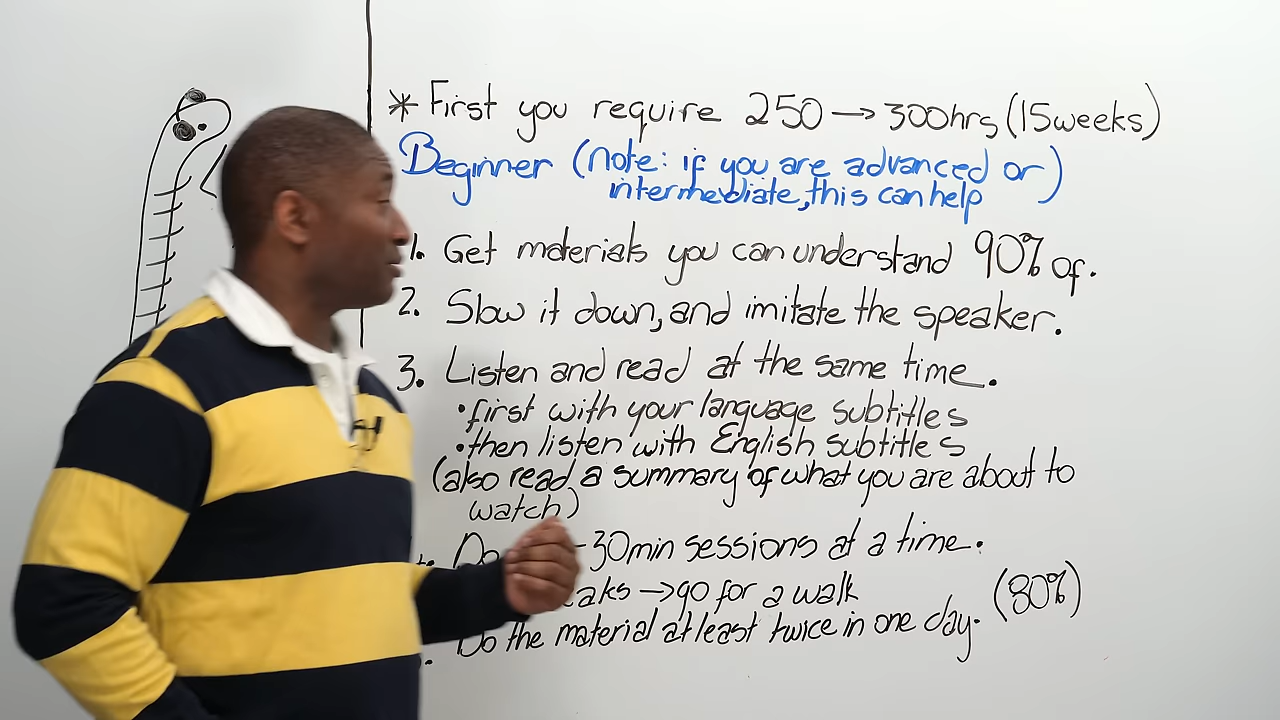 * First you require 250 → 300hrs (15weeks)
Beginner (note: if you are advanced or)
intermediate, this can help
1. Get materials you can understand 90% of.
2. Slow it down, and imitate the speaker.
3. Listen and read at the same time.
• first with your language subtitles
• then listen with English subtitles
(also read a summary of what you are about to
watch)
Do -30min sessions at a time.
→ go for a walk (80%)
Do the material at least twice in one day.